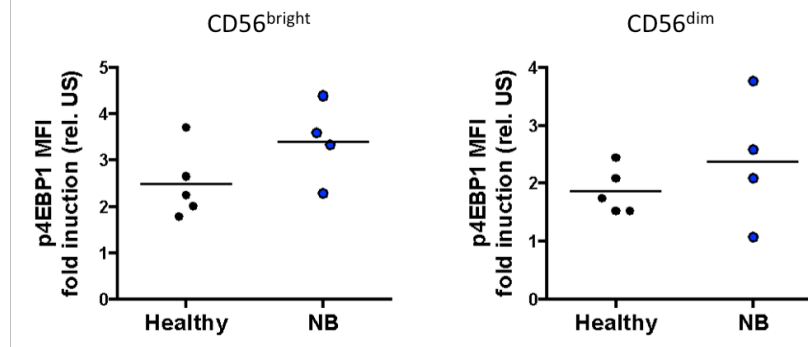 CD56bright
p4EBP1 MFI
fold inuction (rel. US)
5
4
3
2
1
0
Healthy NB
CD56dim
p4EBP1 MFI
fold inuction (rel. US)
4
3
2
1
0
Healthy NB